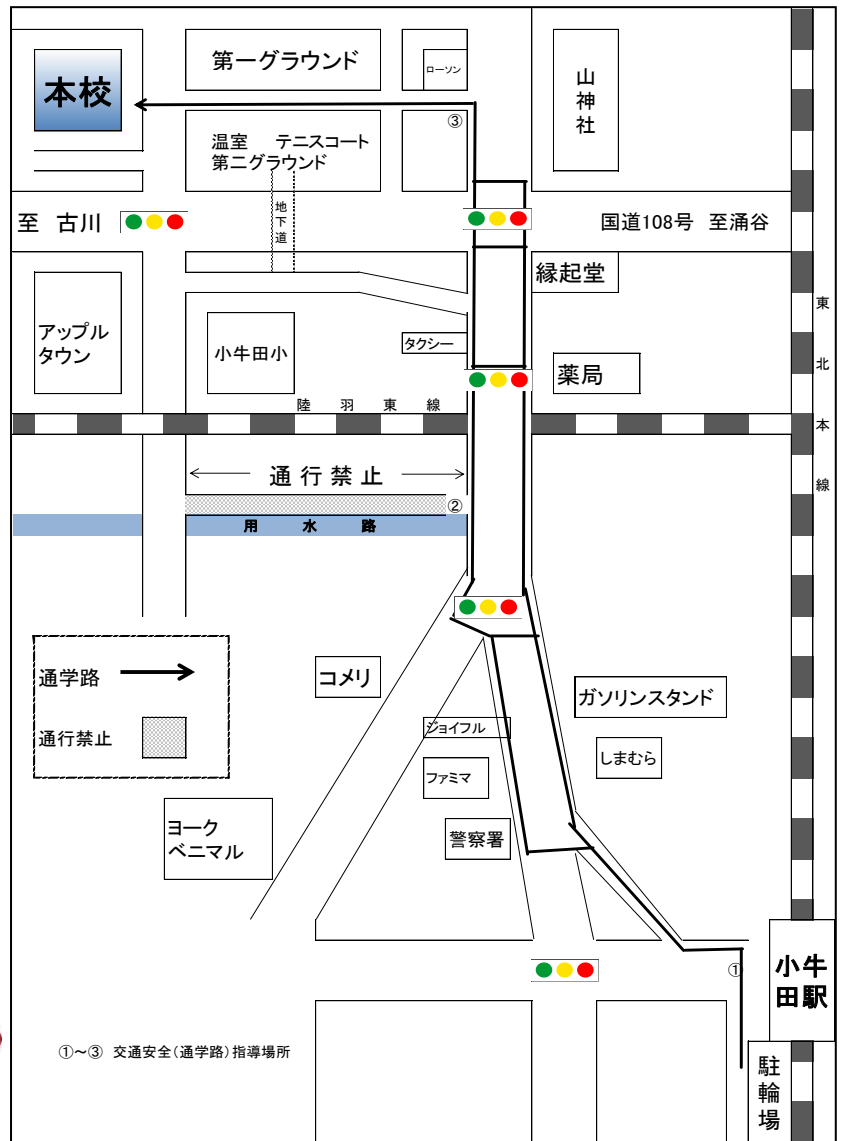 本校
第一グラウンド
ローソン
山神社
③
温室 テニスコート
第二グラウンド
地下道
至 古川
国道108号 至涌谷
縁起堂
アップル
タウン
小牛田小
タクシー
薬局
東北本線
陸羽東線
通行禁止
②
用水路
通学路
通行禁止
コメリ
ガソリンスタンド
ジョイフル
しまむら
ファミマ
ヨーク
ベニマル
警察署
①
小牛
田駅
①~③ 交通安全(通学路)指導場所
駐輪場